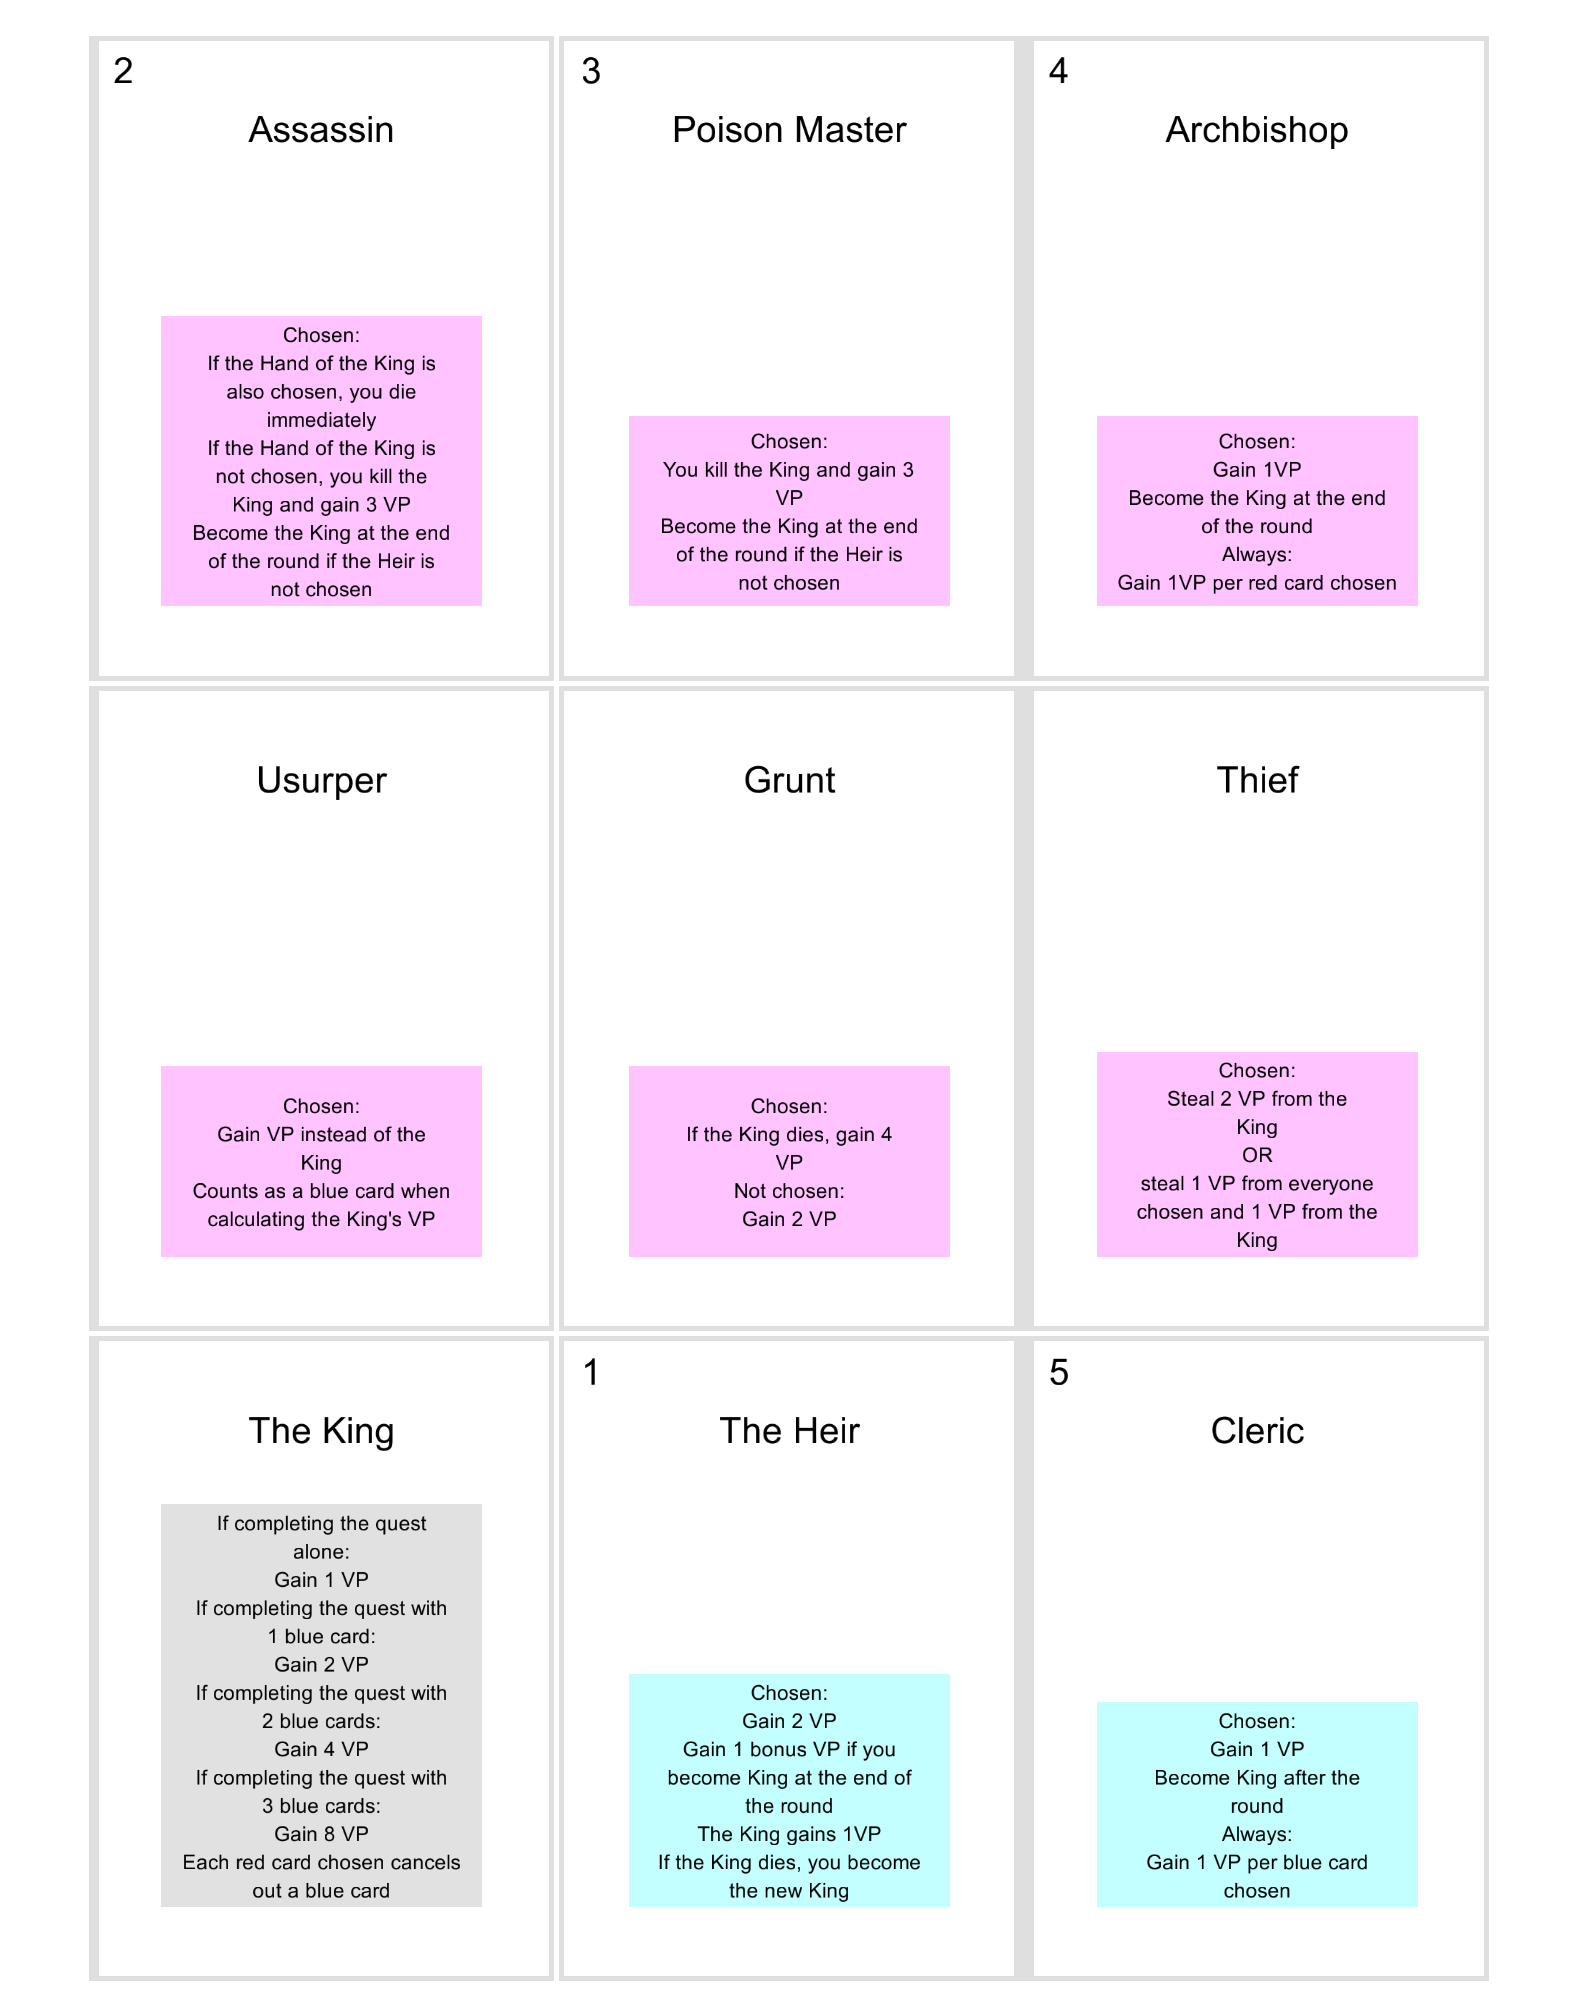 2
Assassin
Chosen:
If the Hand of the King is
also chosen, you die
immediately
If the Hand of the King is
not chosen, you kill the
King and gain 3 VP
Become the King at the end
of the round if the Heir is
not chosen
3
Poison Master
Chosen:
You kill the King and gain 3
VP
Become the King at the end
of the round if the Heir is
not chosen
4
Archbishop
Chosen:
Gain 1VP
Become the King at the end
of the round
Always:
Gain 1VP per red card chosen
Usurper
Chosen:
Gain VP instead of the
King
Counts as a blue card when
calculating the King's VP
Grunt
Chosen:
If the King dies, gain 4
VP
Not chosen:
Gain 2 VP
Thief
Chosen:
Steal 2 VP from the
King
OR
steal 1 VP from everyone
chosen and 1 VP from the
King
The King
If completing the quest
alone:
Gain 1 VP
If completing the quest with
1 blue card:
Gain 2 VP
If completing the quest with
2 blue cards:
Gain 4 VP
If completing the quest with
3 blue cards:
Gain 8 VP
Each red card chosen cancels
out a blue card
1
The Heir
Chosen:
Gain 2 VP
Gain 1 bonus VP if you
become King at the end of
the round
The King gains 1VP
If the King dies, you become
the new King
5
Cleric
Chosen:
Gain 1 VP
Become King after the
round
Always:
Gain 1 VP per blue card
chosen